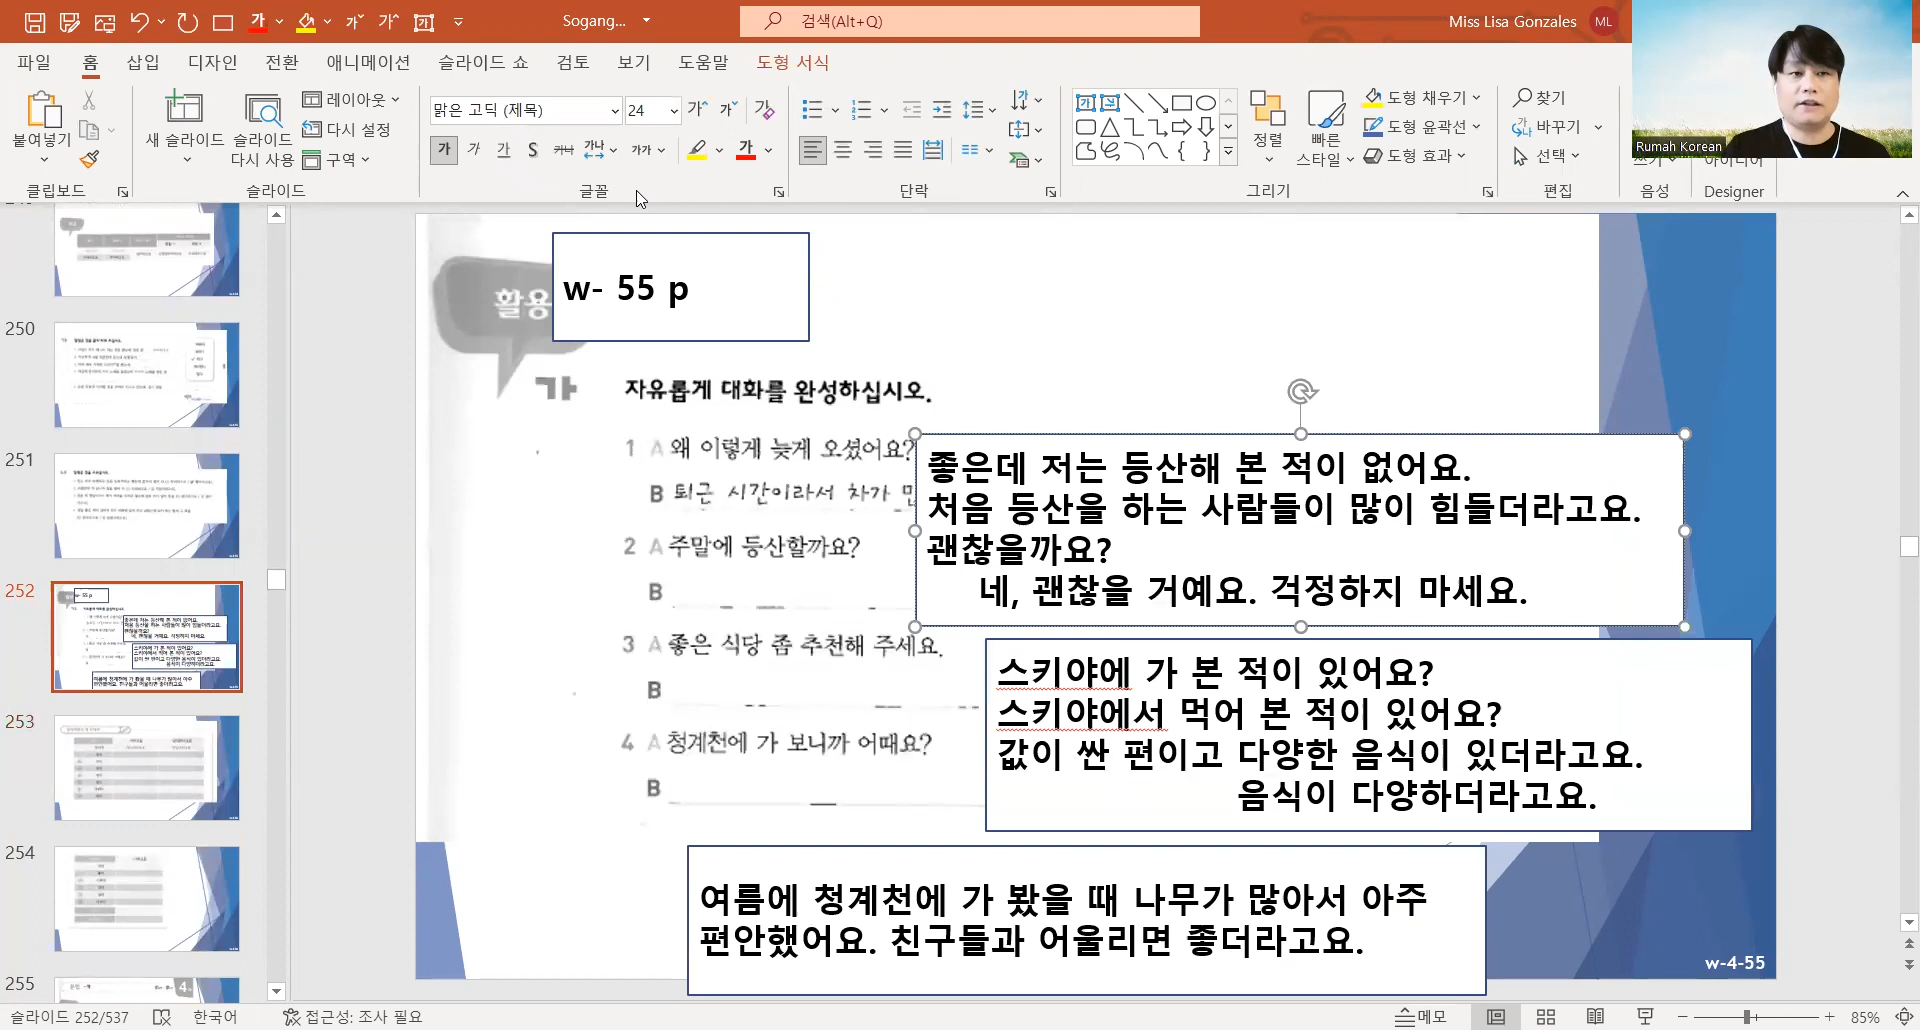 Sogang...
검색(Alt+Q)
Miss Lisa Gonzales
ML
파일 홈 삽입 디자인 전환 애니메이션 슬라이드 쇼 검토 보기 도움말 도형 서식
붙여넣기
클립보드
새 슬라이드
슬라이드 다시 사용
레이아웃
다시 설정
구역
슬라이드
맑은 고딕 (제목)
24
글꼴
단락
정렬
빠른 스타일
도형 채우기
도형 윤곽선
도형 효과
그리기
찾기
바꾸기
선택
편집
음성
Designer
Rumah Korean
250
251
252
253
254
255
활용
w- 55 p
가 자유롭게 대화를 완성하십시오.
1 A 왜 이렇게 늦게 오셨어요?
B 퇴근 시간이라서 차가
2 A 주말에 등산할까요?
B
3 A 좋은 식당 좀 추천해 주세요.
B
4 A 청계천에 가 보니까 어때요?
B
좋은데 저는 등산해 본 적이 없어요.
처음 등산을 하는 사람들이 많이 힘들더라고요.
괜찮을까요?
네, 괜찮을 거예요. 걱정하지 마세요.
스키야에 가 본 적이 있어요?
스키야에서 먹어 본 적이 있어요?
값이 싼 편이고 다양한 음식이 있더라고요.
음식이 다양하더라고요.
여름에 청계천에 가 봤을 때 나무가 많아서 아주
편안했어요. 친구들과 어울리면 좋더라고요.
w-4-55
슬라이드 252/537
한국어
접근성: 조사 필요
메모
85%